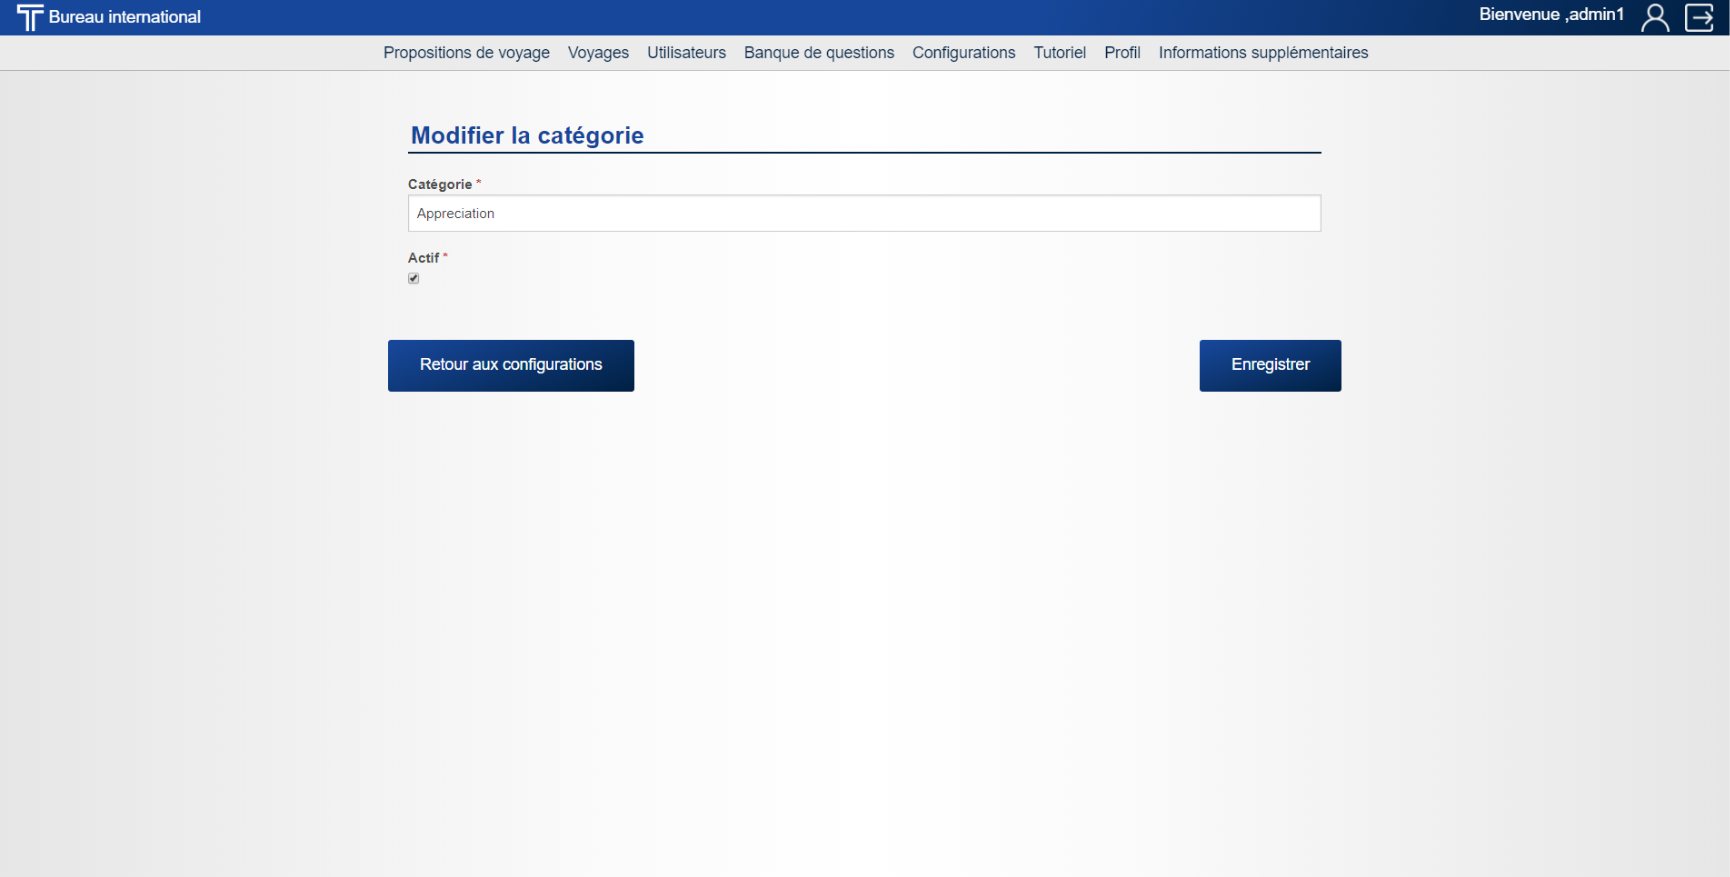 Bureau international
Bienvenue ,admin1
Propositions de voyage Voyages Utilisateurs Banque de questions Configurations Tutoriel Profil Informations supplémentaires
Modifier la catégorie
Catégorie *
Appreciation
Actif *
Retour aux configurations
Enregistrer